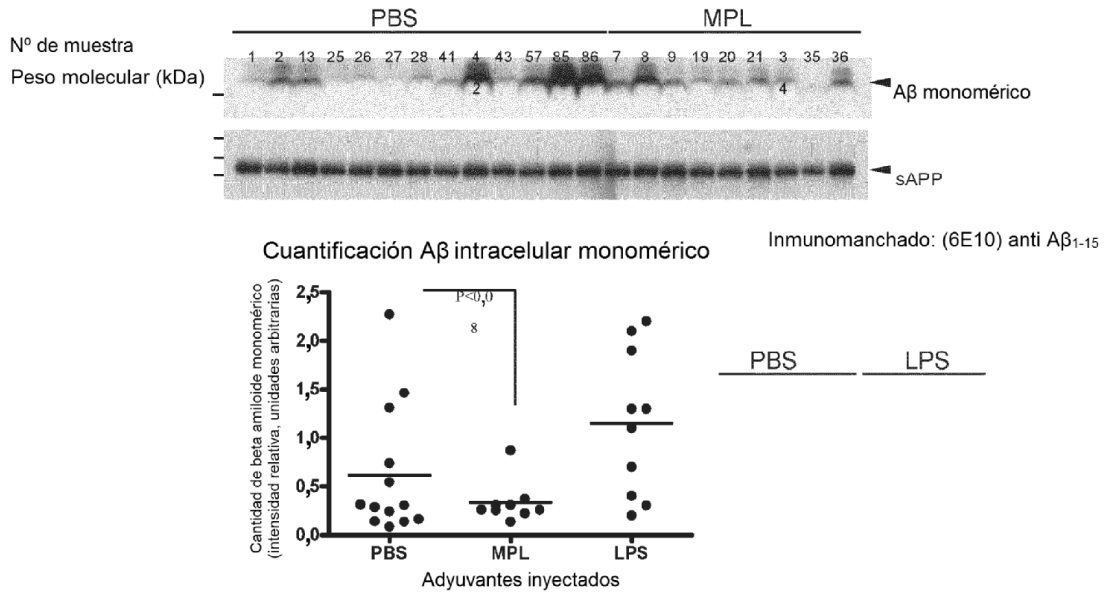 PBS MPL
Nº de muestra
1 2 13 25 26 27 28 41 4 43 57 85 86 7 8 9 19 20 21 3 35 36
Peso molecular (kDa)
2 4
Aβ monomérico
sAPP
Inmunomanchado: (6E10) anti Aβ1-15
Cuantificación Aβ intracelular monomérico
Cantidad de beta amiloide monomérico
(intensidad relativa, unidades arbitrarias)
2,5
2,0
1,5
1,0
0,5
0,0
P<0,0
8
PBS MPL LPS
Adyuvantes inyectados
PBS LPS